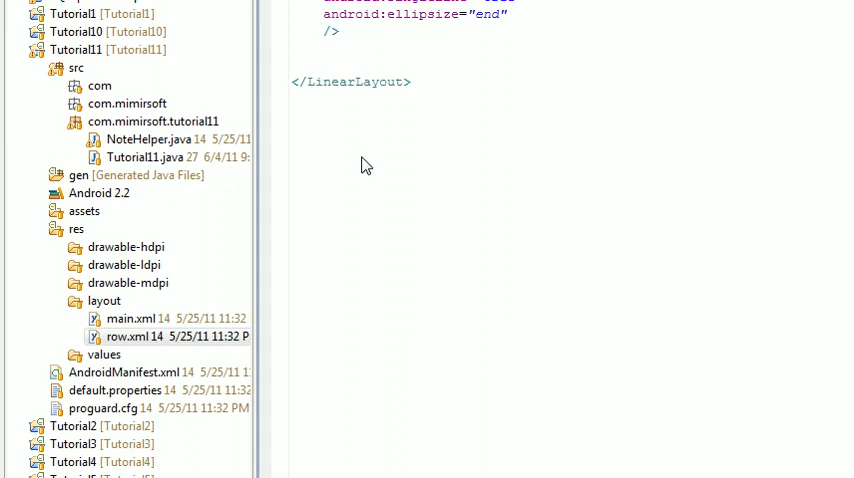 Tutorial1 [Tutorial1]
Tutorial10 [Tutorial10]
Tutorial11 [Tutorial11]
src
com
com.mimirsoft
com.mimirsoft.tutorial11
NoteHelper.java 14 5/25/11
Tutorial11.java 27 6/4/11 9:
gen [Generated Java Files]
Android 2.2
assets
res
drawable-hdpi
drawable-ldpi
drawable-mdpi
layout
main.xml 14 5/25/11 11:32
row.xml 14 5/25/11 11:32 P
values
AndroidManifest.xml 14 5/25/11 1
default.properties 14 5/25/11 11:32
proguard.cfg 14 5/25/11 11:32 PM
Tutorial2 [Tutorial2]
Tutorial3 [Tutorial3]
Tutorial4 [Tutorial4]
android:ellipsize="end"
/>
</LinearLayout>